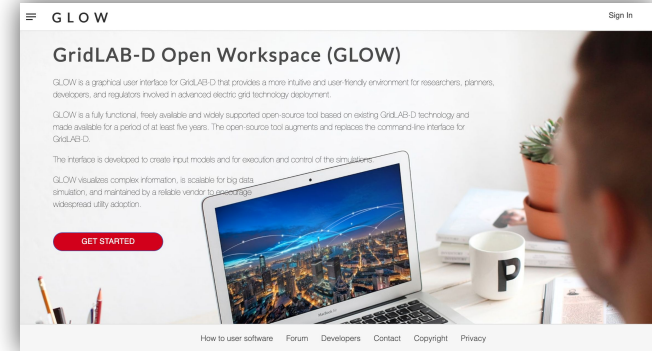 GLOW
Sign In
GridLAB-D Open Workspace (GLOW)
GLOW is a graphical user interface for GridLAB-D that provides a more intuitive and user-friendly environment for researchers, planners,
developers, and regulators involved in advanced electric grid technology deployment.
GLOW is a fully functional, freely available and widely supported open-source tool based on existing GridLAB-D technology and
made available for a period of at least five years. The open-source tool augments and replaces the command-line interface for
GridLAB-D.
The interface is developed to create input models and for execution and control of the simulations.
GLOW visualizes complex information, is scalable for big data
simulation, and maintained by a reliable vendor to encourage
widespread utility adoption.
GET STARTED
P
How to user software Forum Developers Contact Copyright Privacy